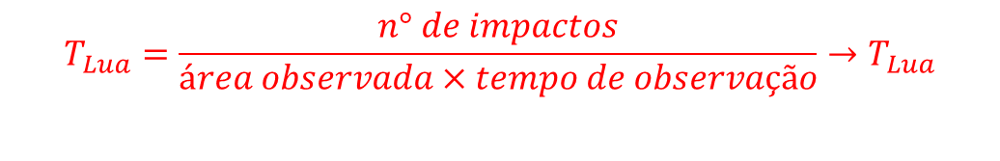 T_Lua = n° de impactos / área observada × tempo de observação → T_Lua